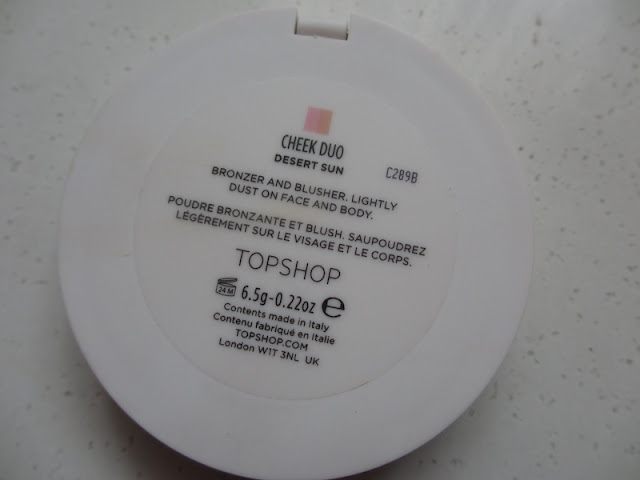 CHEEK DUO
DESERT SUN
C289B
BRONZER AND BLUSHER. LIGHTLY
DUST ON FACE AND BODY.
POUDRE BRONZANTE ET BLUSH. SAUPOUDREZ
LÉGÈREMENT SUR LE VISAGE ET LE CORPS.
TOPSHOP
24 M 6.5g-0.22oz e
Contents made in Italy
Contenu fabriqué en Italie
TOPSHOP.COM
London W1T 3NL UK